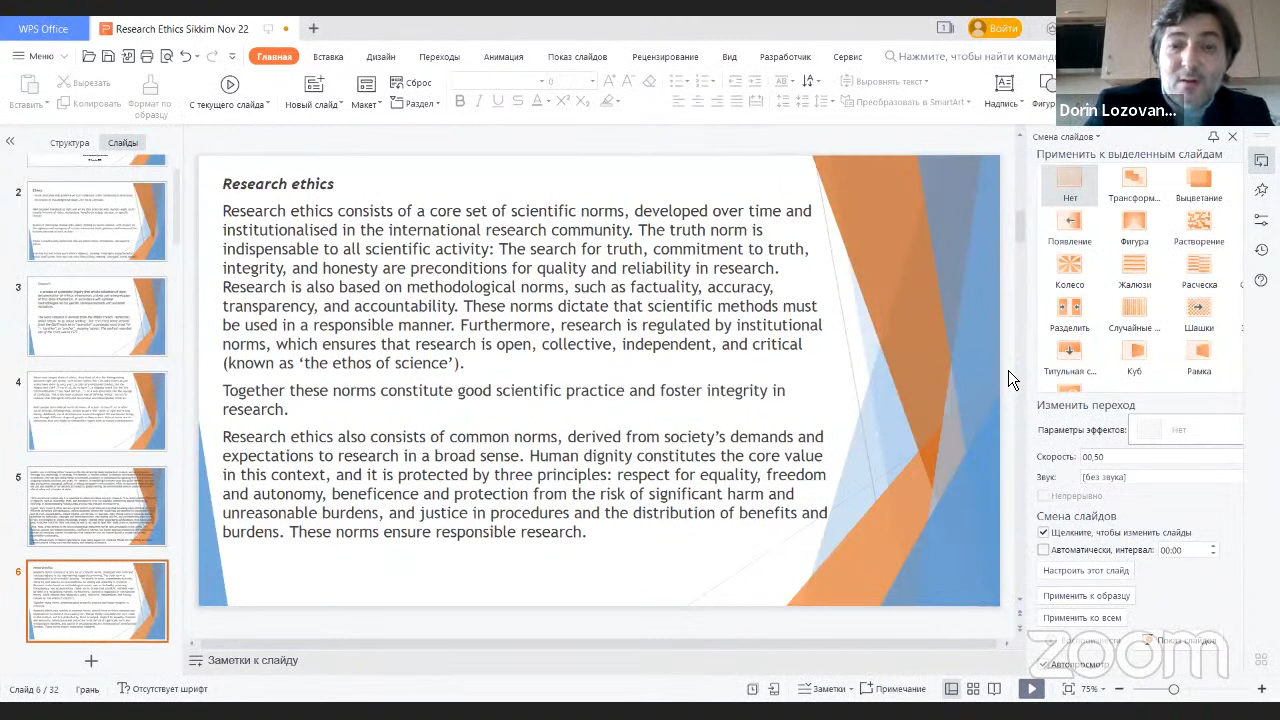 WPS Office
Research Ethics Sikkim Nov 22
Войти
Меню
Главная
Вставка
Дизайн
Переходы
Анимация
Показ слайдов
Рецензирование
Вид
Разработчик
Сервис
Нажмите, чтобы найти команд
Вырезать
Копировать
Формат по образцу
С текущего слайда
Новый слайд
Макет
Сброс
Раздел
Выровнять текст
Преобразовать в SmartArt
Надпись
Фигур
Dorin Lozovan...
Структура
Слайды
2
3
4
5
6
Research ethics
Research ethics consists of a core set of scientific norms, developed over time and
institutionalised in the international research community. The truth norm is
indispensable to all scientific activity: The search for truth, commitment to truth,
integrity, and honesty are preconditions for quality and reliability in research.
Research is also based on methodological norms, such as factuality, accuracy,
transparency, and accountability. These norms dictate that scientific methods must
be used in a responsible manner. Furthermore, research is regulated by institutional
norms, which ensures that research is open, collective, independent, and critical
(known as ‘the ethos of science’).
Together these norms constitute good scientific practice and foster integrity in
research.
Research ethics also consists of common norms, derived from society’s demands and
expectations to research in a broad sense. Human dignity constitutes the core value
in this context, and it is protected by three principles: respect for equality, freedom
and autonomy, beneficence and protection from the risk of significant harm and
unreasonable burdens, and justice in procedures and the distribution of benefits and
burdens. These norms ensure responsible research.
Смена слайдов
Применить к выделенным слайдам
Нет
Трансформ...
Выцветание
Появление
Фигура
Растворение
Колесо
Жалюзи
Расческа
Разделить
Случайные ...
Шашки
Титульная с...
Куб
Рамка
Изменить переход
Параметры эффектов:
Нет
Скорость: 00,50
Звук: [без звука]
Непрерывно
Смена слайдов
Щелкните, чтобы изменить слайды
Автоматически, интервал: 00:00
Настроить этот слайд
Применить к образцу
Применить ко всем
Воспроизвести
Показ слайдов
Автопросмотр
zoom
Заметки к слайду
Слайд 6 / 32
Грань
Отсутствует шрифт
Заметки
Примечание
75%